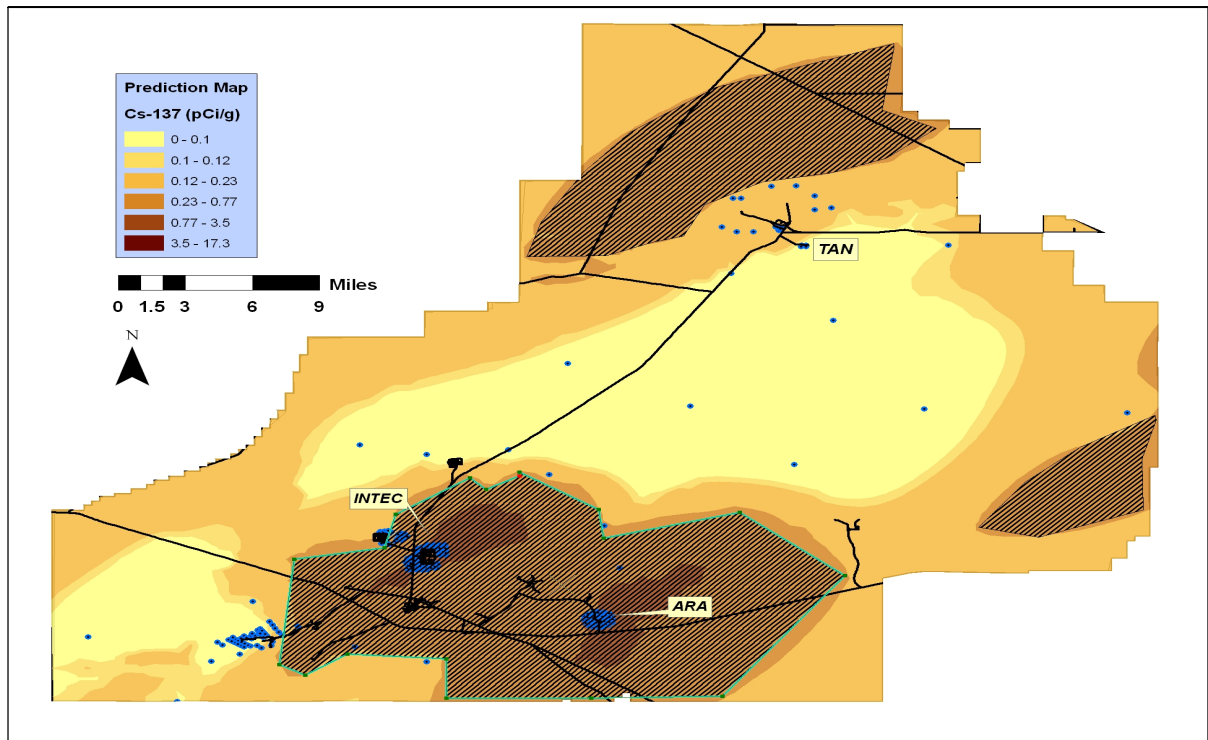 Prediction Map
Cs-137 (pCi/g)
0 - 0.1
0.1 - 0.12
0.12 - 0.23
0.23 - 0.77
0.77 - 3.5
3.5 - 17.3
Miles
0 1.5 3 6 9
N
TAN
INTEC
ARA